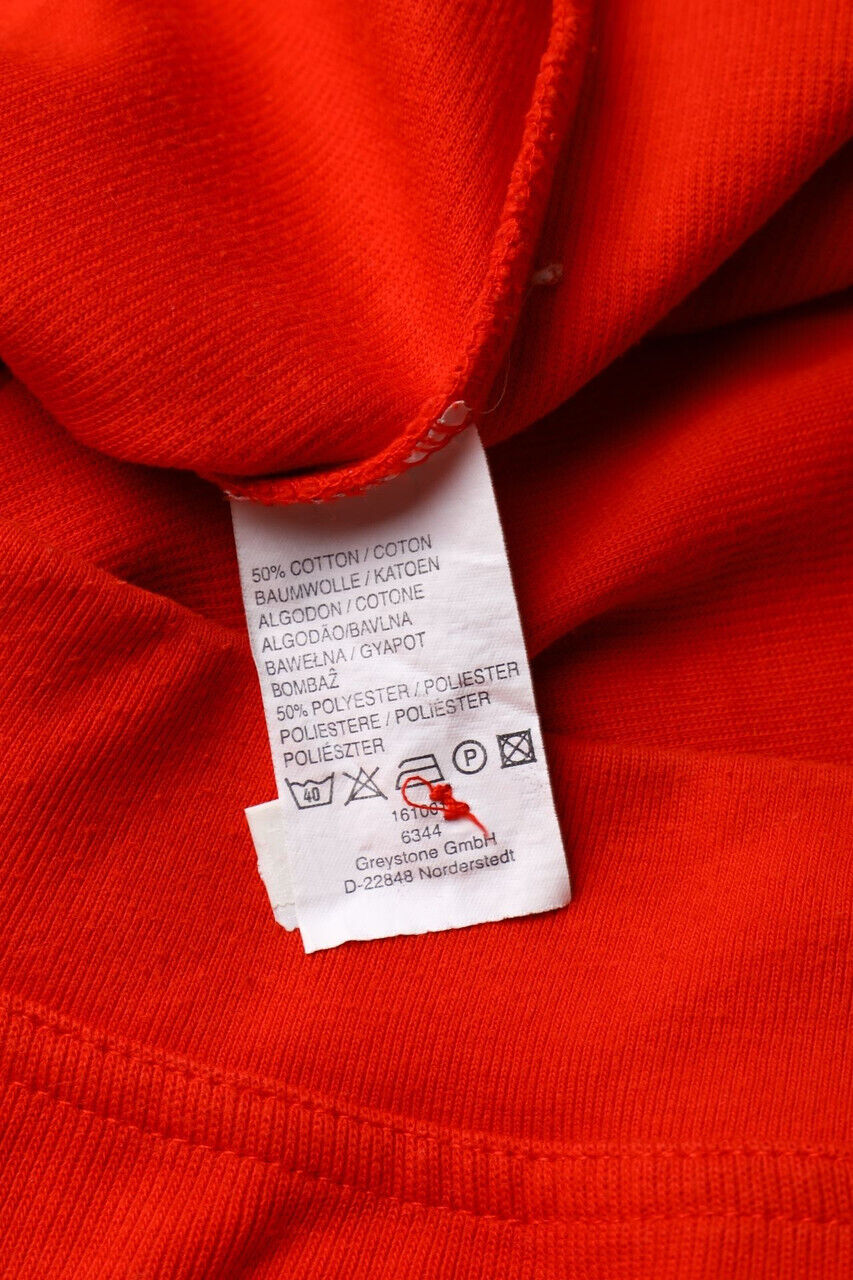 50% COTTON / COTON
BAUMWOLLE / KATOEN
ALGODON / COTONE
ALGODÃO/BAVLNA
BAWEŁNA / GYAPOT
BOMBAŽ
50% POLYESTER / POLIESTER
POLIESTERE / POLIÉSTER
POLIÉSZTER
40 P
6344
Greystone GmbH
D-22848 Norderstedt